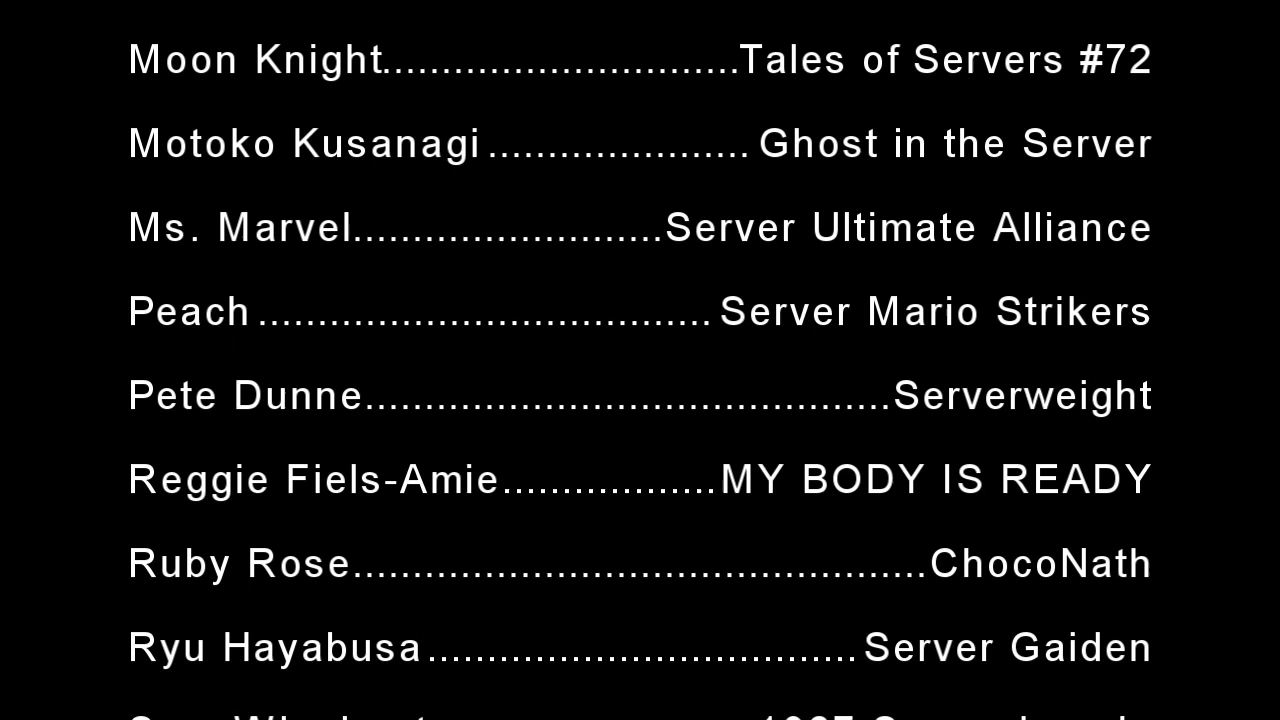 Moon Knight..............................Tales of Servers #72
Motoko Kusanagi...................... Ghost in the Server
Ms. Marvel..........................Server Ultimate Alliance
Peach ...................................... Server Mario Strikers
Pete Dunne............................................Serverweight
Reggie Fiels-Amie..................MY BODY IS READY
Ruby Rose................................................ChocoNath
Ryu Hayabusa.................................... Server Gaiden